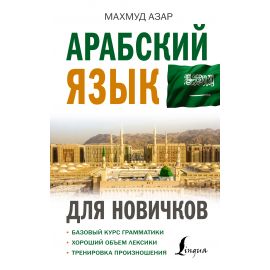 МАХМУД АЗАР
АРАБСКИЙ
ЯЗЫК
ДЛЯ НОВИЧКОВ
• БАЗОВЫЙ КУРС ГРАММАТИКИ
• ХОРОШИЙ ОБЪЕМ ЛЕКСИКИ
• ТРЕНИРОВКА ПРОИЗНОШЕНИЯ
Lingua